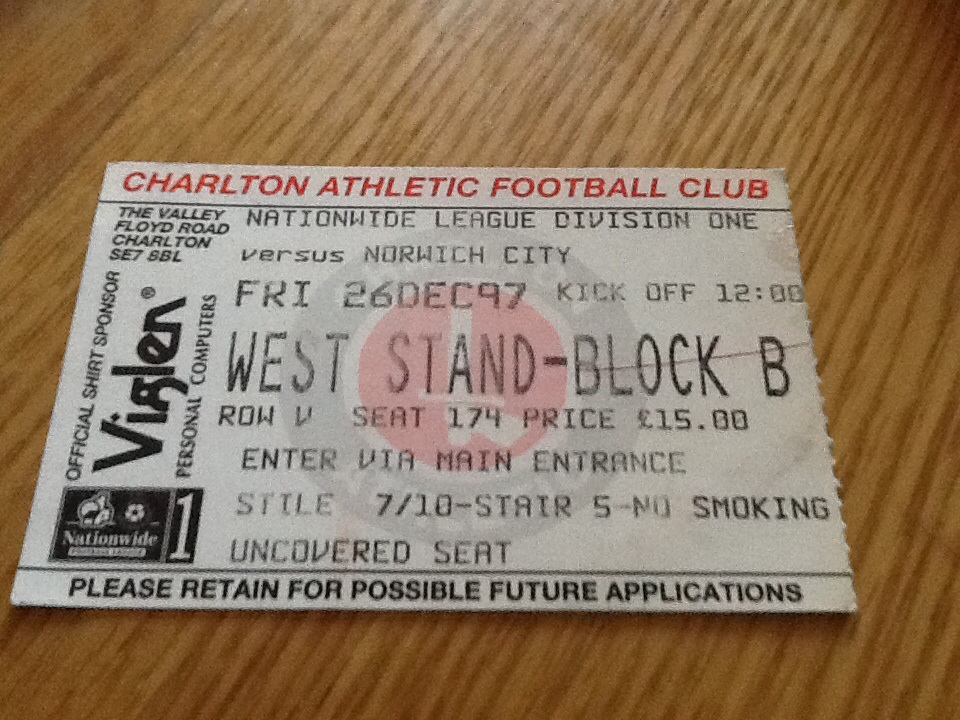 CHARLTON ATHLETIC FOOTBALL CLUB
THE VALLEY
FLOYD ROAD
CHARLTON
SE7 8BL
NATIONWIDE LEAGUE DIVISION ONE
versus NORWICH CITY
FRI 26DEC97 KICK OFF 12:00
WEST STAND-BLOCK B
ROW V SEAT 174 PRICE £15.00
ENTER VIA MAIN ENTRANCE
STILE 7/10-STAIR 5-NO SMOKING
UNCOVERED SEAT
OFFICIAL SHIRT SPONSOR
Viglen®
PERSONAL COMPUTERS
Nationwide
1
PLEASE RETAIN FOR POSSIBLE FUTURE APPLICATIONS